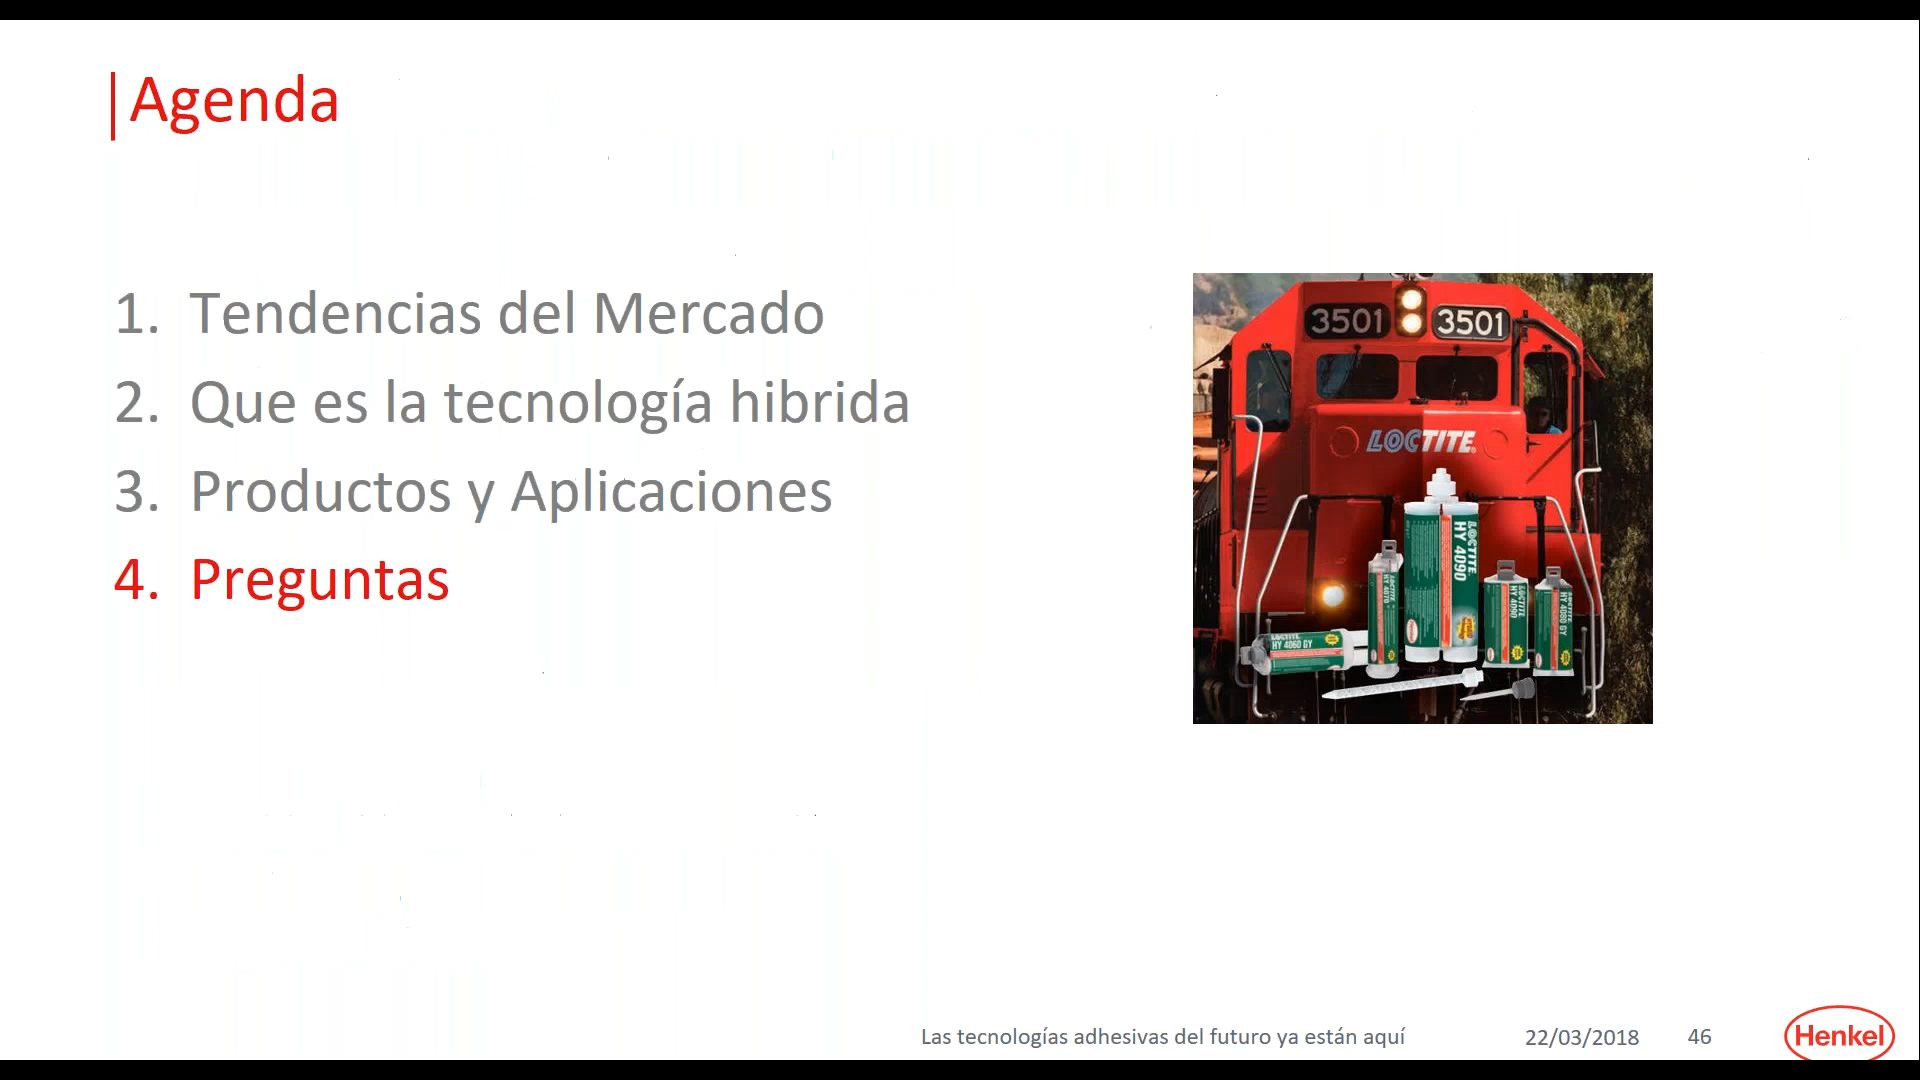 Agenda
1. Tendencias del Mercado
2. Que es la tecnología hibrida
3. Productos y Aplicaciones
4. Preguntas
3501 3501
LOCTITE
LOCTITE
HY 4090
LOCTITE
HY 4070
LOCTITE
HY 4060 GY
LOCTITE
HY 4090
LOCTITE
HY 4080 GY
Henkel
Las tecnologías adhesivas del futuro ya están aquí 22/03/2018 46 Henkel